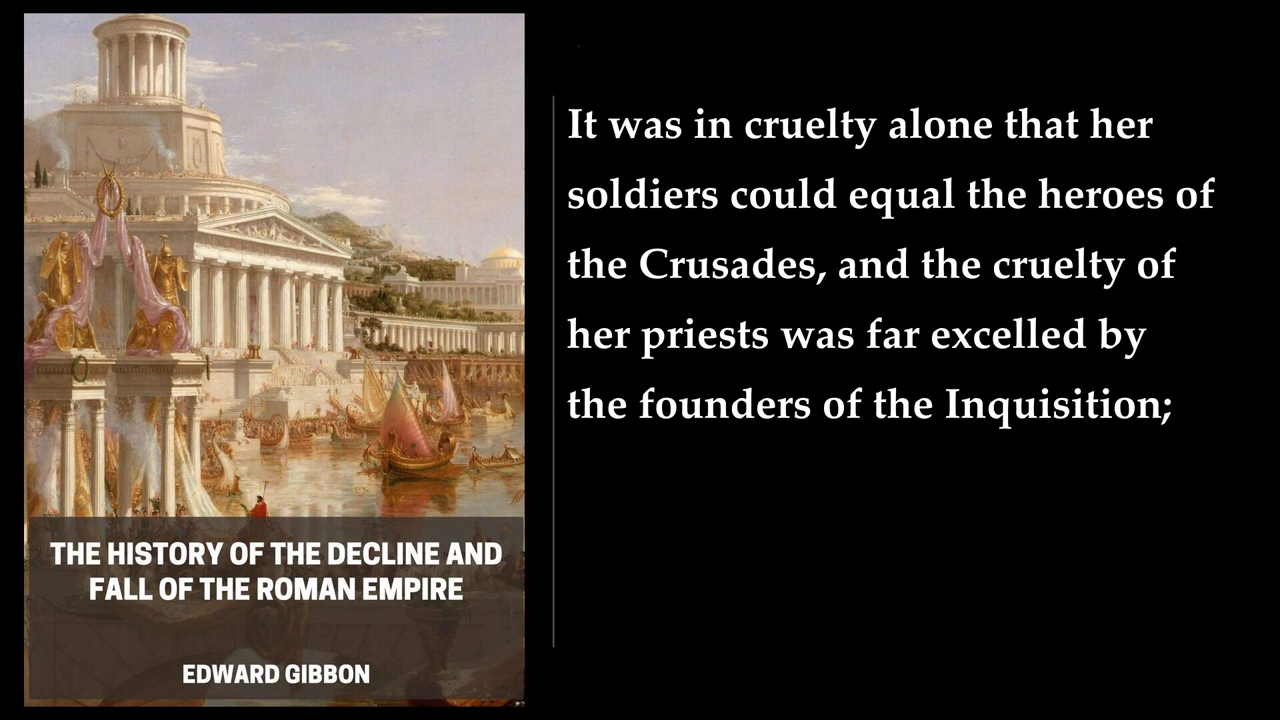 It was in cruelty alone that her
soldiers could equal the heroes of
the Crusades, and the cruelty of
her priests was far excelled by
the founders of the Inquisition;
THE HISTORY OF THE DECLINE AND
FALL OF THE ROMAN EMPIRE
EDWARD GIBBON